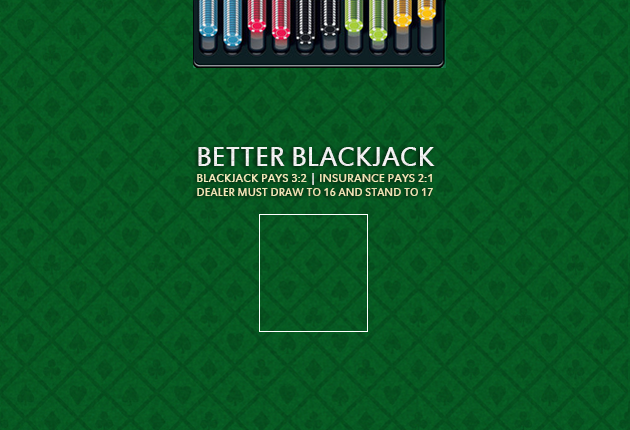 BETTER BLACKJACK
BLACKJACK PAYS 3:2 | INSURANCE PAYS 2:1
DEALER MUST DRAW TO 16 AND STAND TO 17